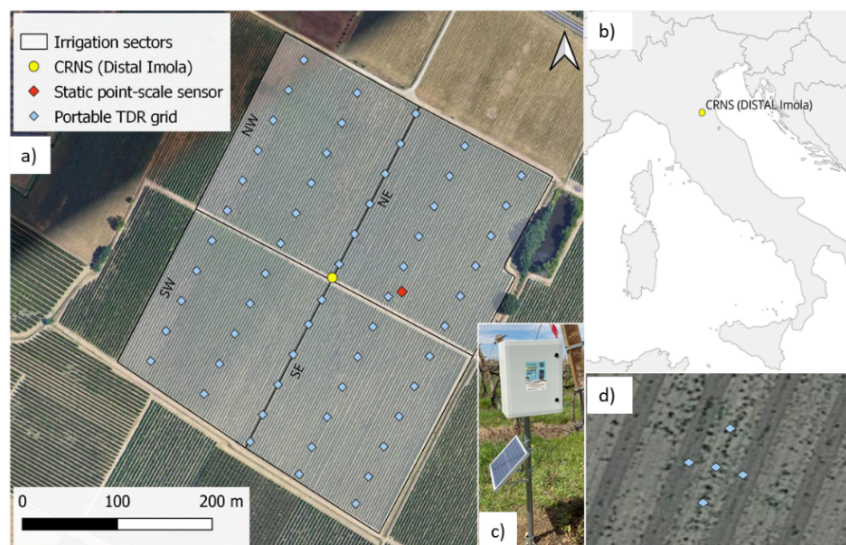 Irrigation sectors
CRNS (Distal Imola)
Static point-scale sensor
Portable TDR grid
a)
NW
NE
SW
SE
0 100 200 m
b)
CRNS (DISTAL Imola)
c)
d)